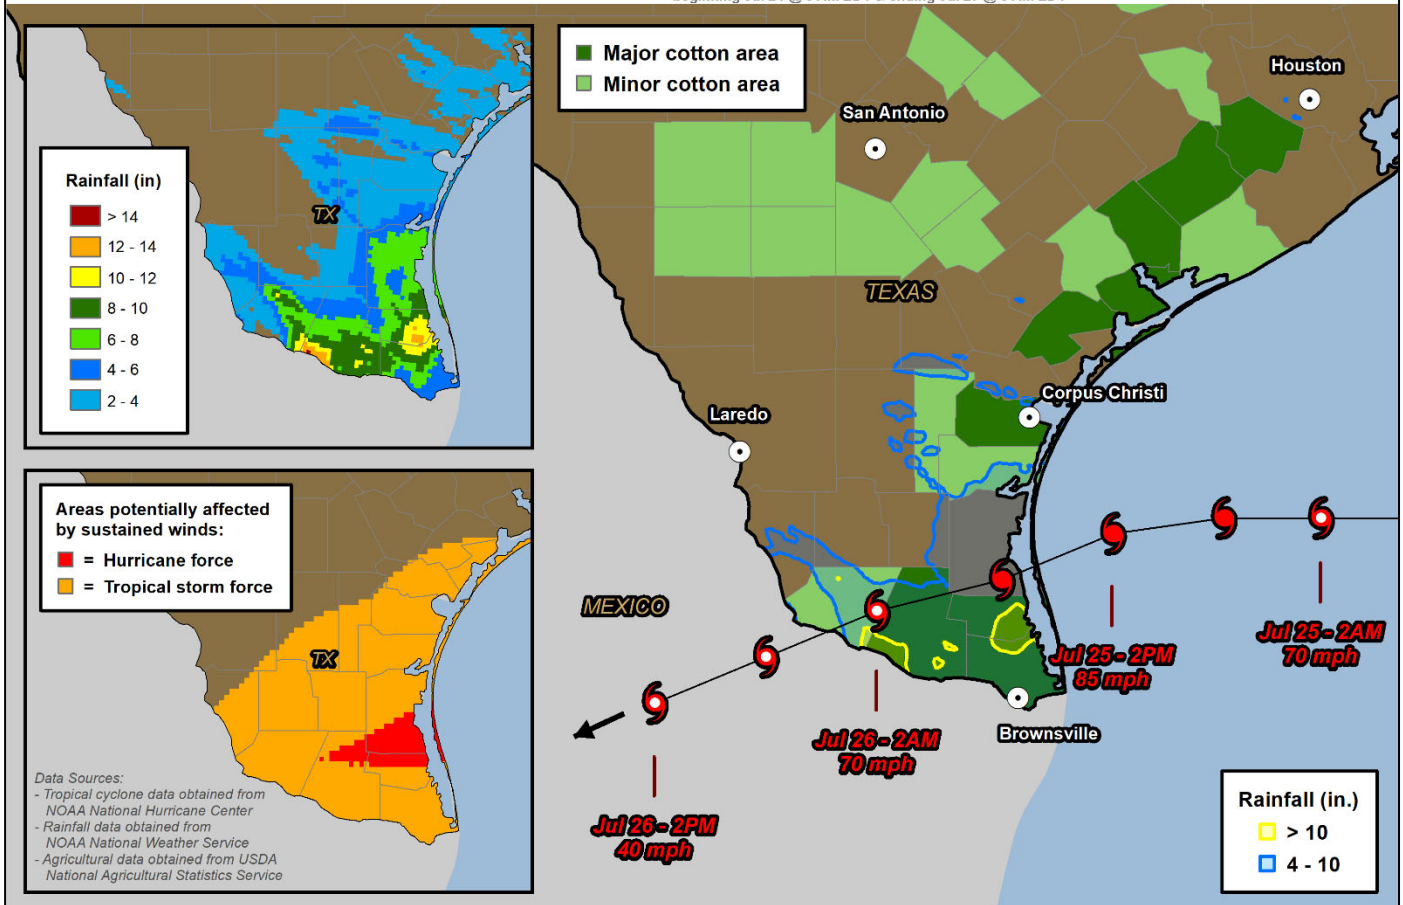 Rainfall (in)
> 14
12 - 14
10 - 12
8 - 10
6 - 8
4 - 6
2 - 4
TX
Areas potentially affected
by sustained winds:
= Hurricane force
= Tropical storm force
TX
Data Sources:
- Tropical cyclone data obtained from
NOAA National Hurricane Center
- Rainfall data obtained from
NOAA National Weather Service
- Agricultural data obtained from USDA
National Agricultural Statistics Service
Major cotton area
Minor cotton area
Houston
San Antonio
TEXAS
Corpus Christi
Laredo
MEXICO
Jul 25 - 2AM
70 mph
Jul 25 - 2PM
85 mph
Brownsville
Jul 26 - 2AM
70 mph
Jul 26 - 2PM
40 mph
Rainfall (in.)
> 10
4 - 10